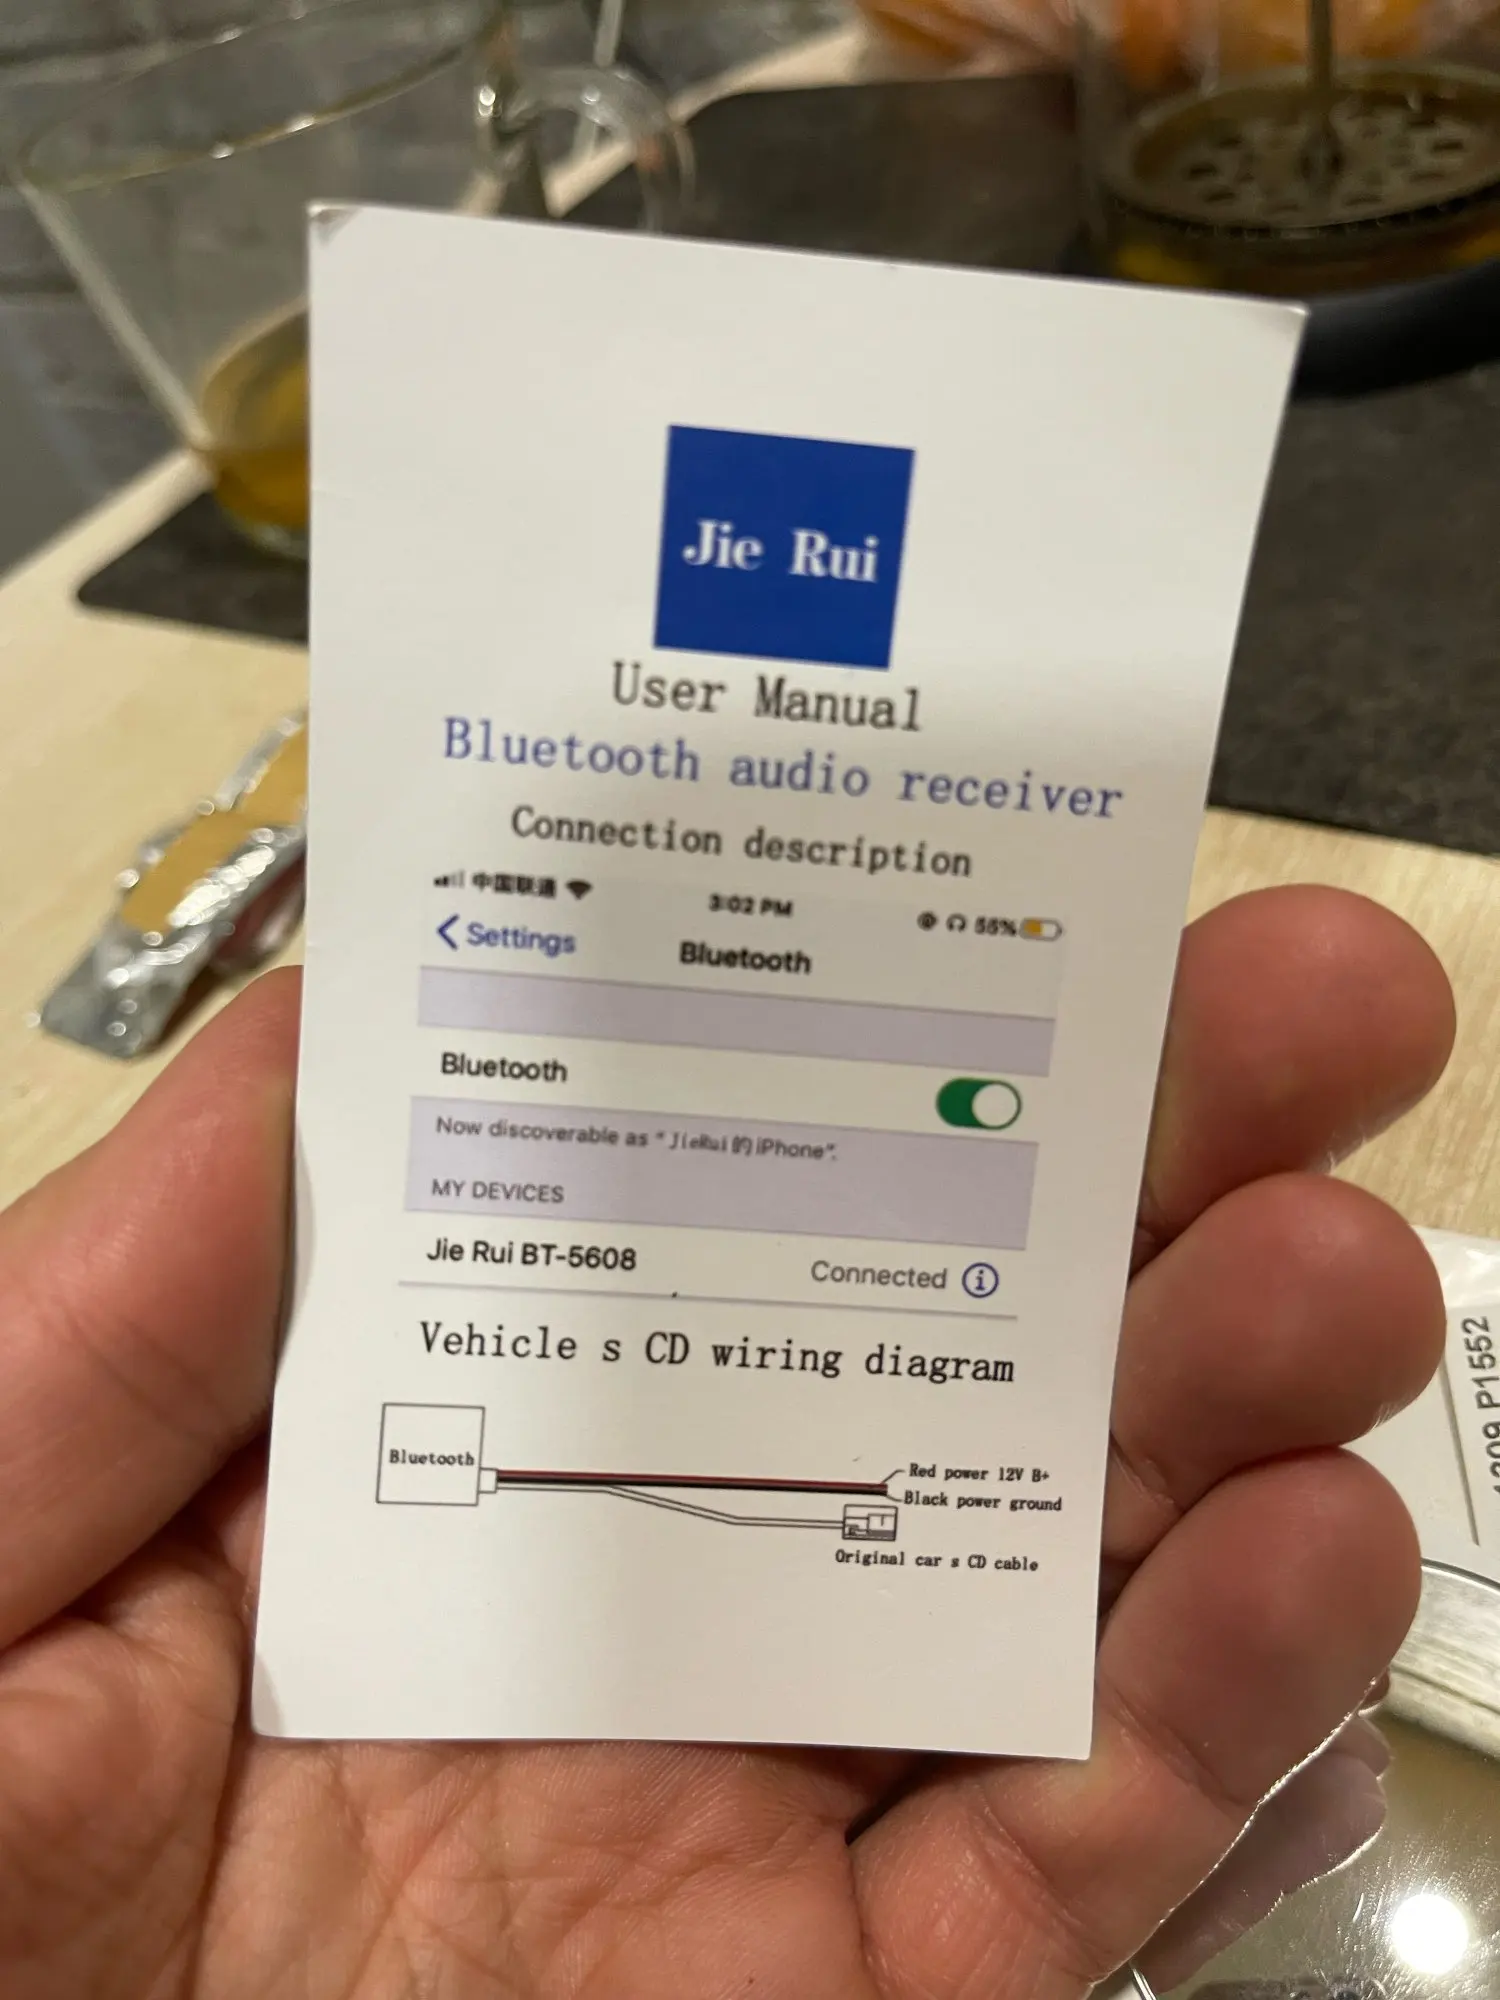 Jie Rui
User Manual
Bluetooth audio receiver
Connection description
中国联通 3:02 PM 55%
Settings Bluetooth
Bluetooth
Now discoverable as "JieRui的iPhone".
MY DEVICES
Jie Rui BT-5608 Connected
Vehicle s CD wiring diagram
Bluetooth
Red power 12V B+
Black power ground
Original car s CD cable
P1552